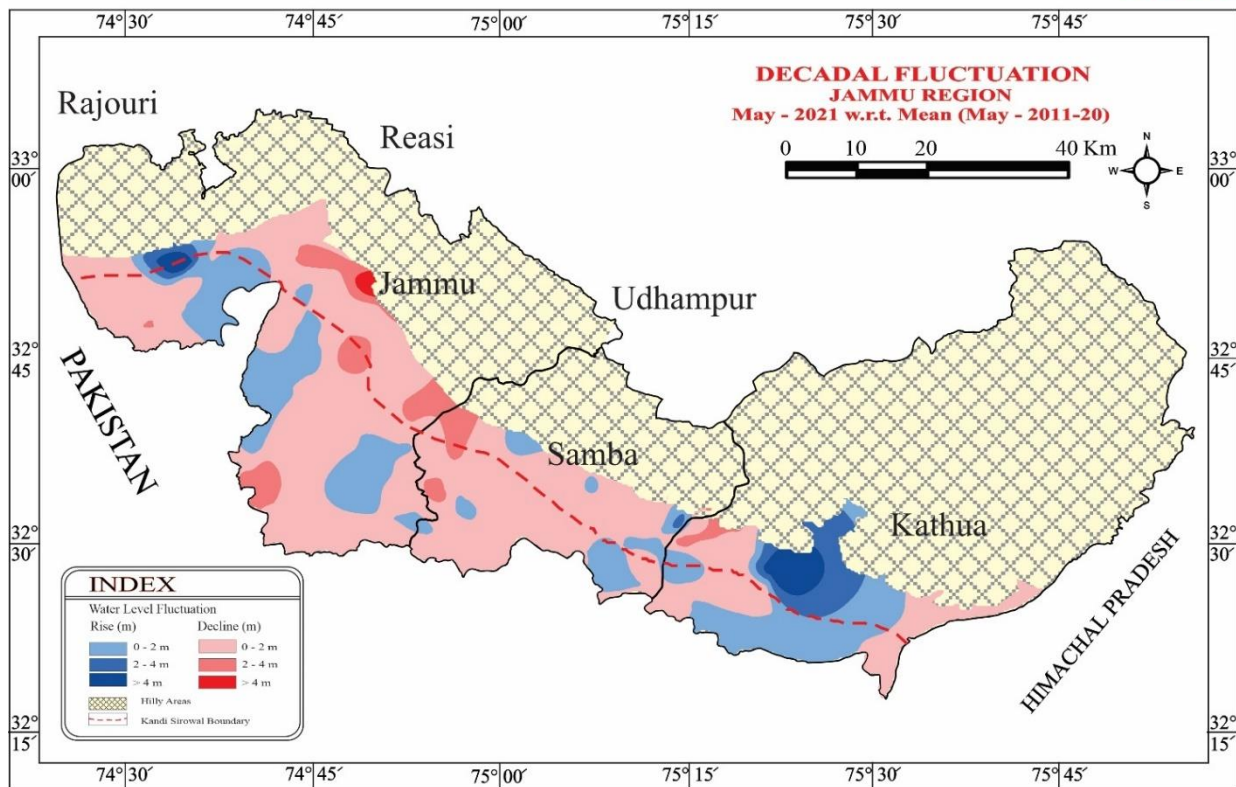 74° 30′ 74° 45′ 75° 00′ 75° 15′ 75° 30′ 75° 45′
DECADAL FLUCTUATION
JAMMU REGION
May - 2021 w.r.t. Mean (May - 2011-20)
0 10 20 40 Km
N
W E
S
33°
00′
33°
00′
Rajouri
Reasi
Jammu
Udhampur
32°
45
32°
45′
PAKISTAN
Samba
Kathua
32°
30′
32°
30′
HIMACHAL PRADESH
INDEX
Water Level Fluctuation
Rise (m) Decline (m)
0 - 2 m 0 - 2 m
2 - 4 m 2 - 4 m
> 4 m > 4 m
Hilly Areas
Kandi Sirowal Boundary
32°
15′
32°
15′
74° 30′ 74° 45′ 75° 00′ 75° 15′ 75° 30′ 75° 45′